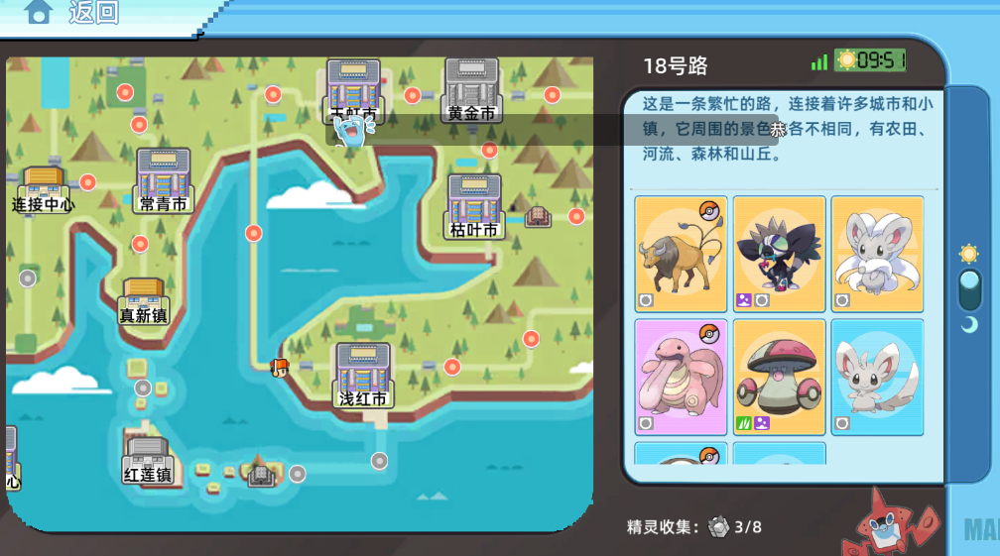 返回
18号路
09:51
这是一条繁忙的路，连接着许多城市和小
镇，它周围的景色各不相同，有农田、
河流、森林和山丘。
恭
黄金市
连接中心
常青市
枯叶市
真新镇
浅红市
红莲镇
心
精灵收集：
3/8
MA